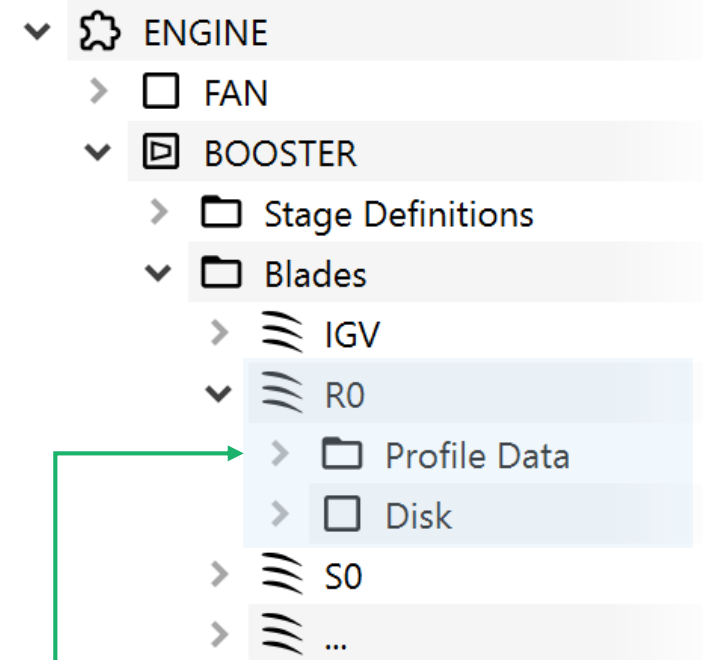 ENGINE
FAN
BOOSTER
Stage Definitions
Blades
IGV
R0
Profile Data
Disk
S0
...